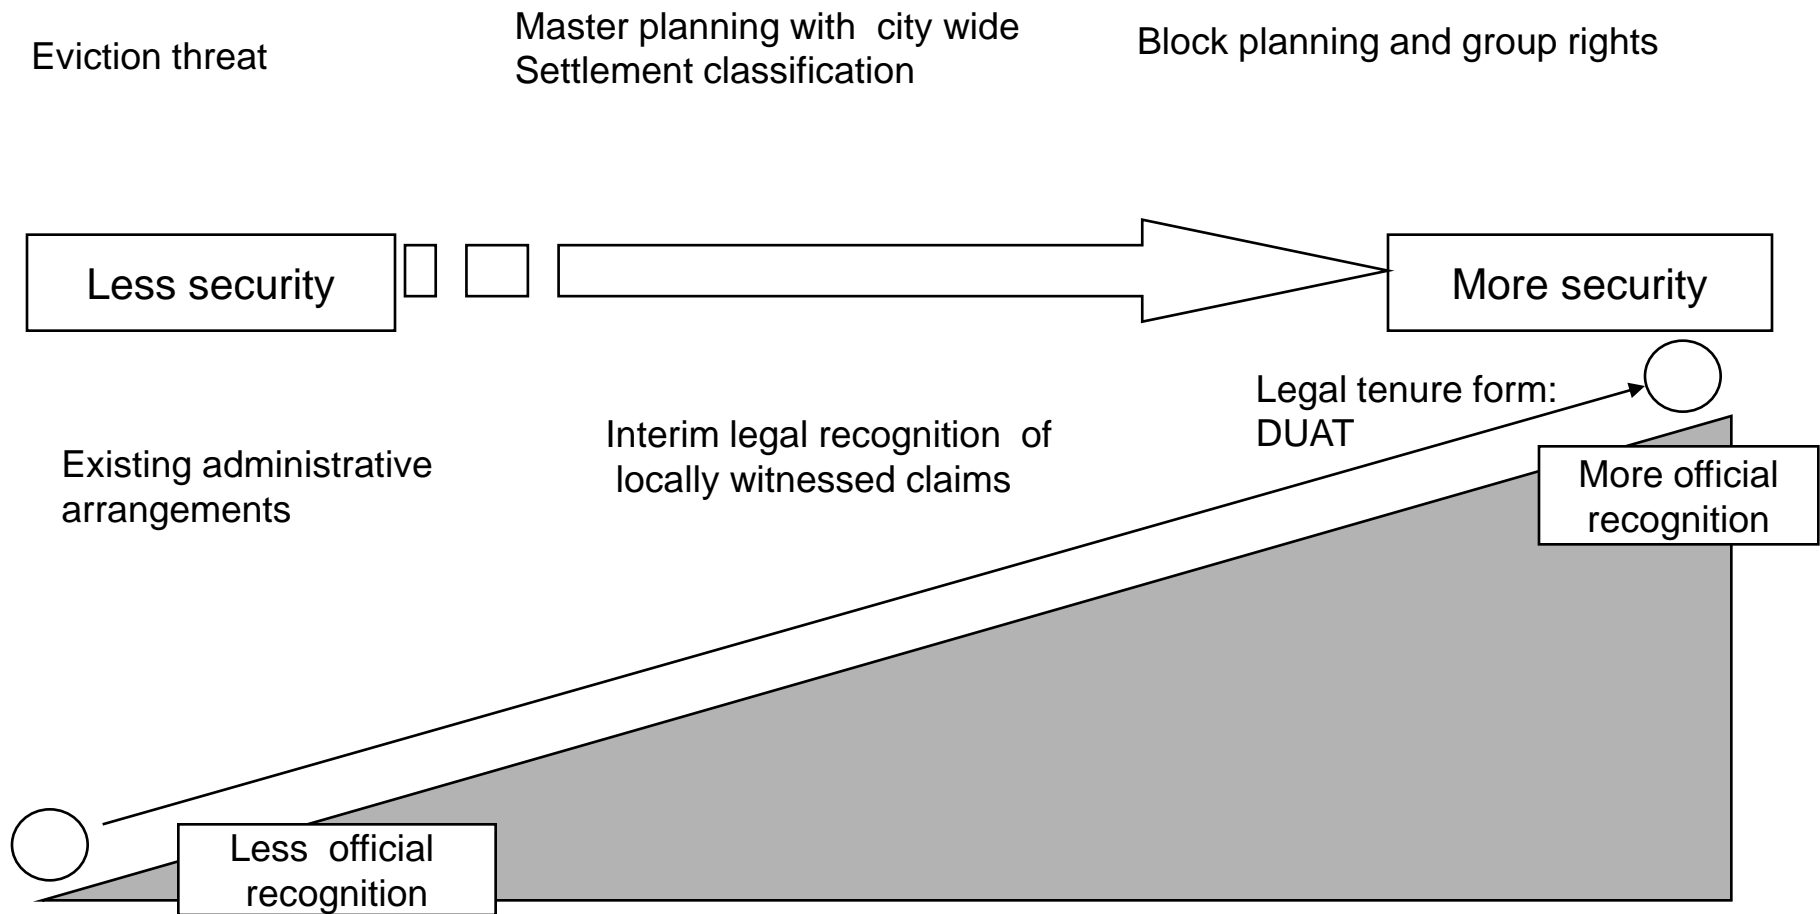 Eviction threat
Master planning with  city wide
Settlement classification
Block planning and group rights
Less security
More security
Legal tenure form:
DUAT
Existing administrative
arrangements
Interim legal recognition  of
locally witnessed claims
More official
recognition
Less  official
recognition